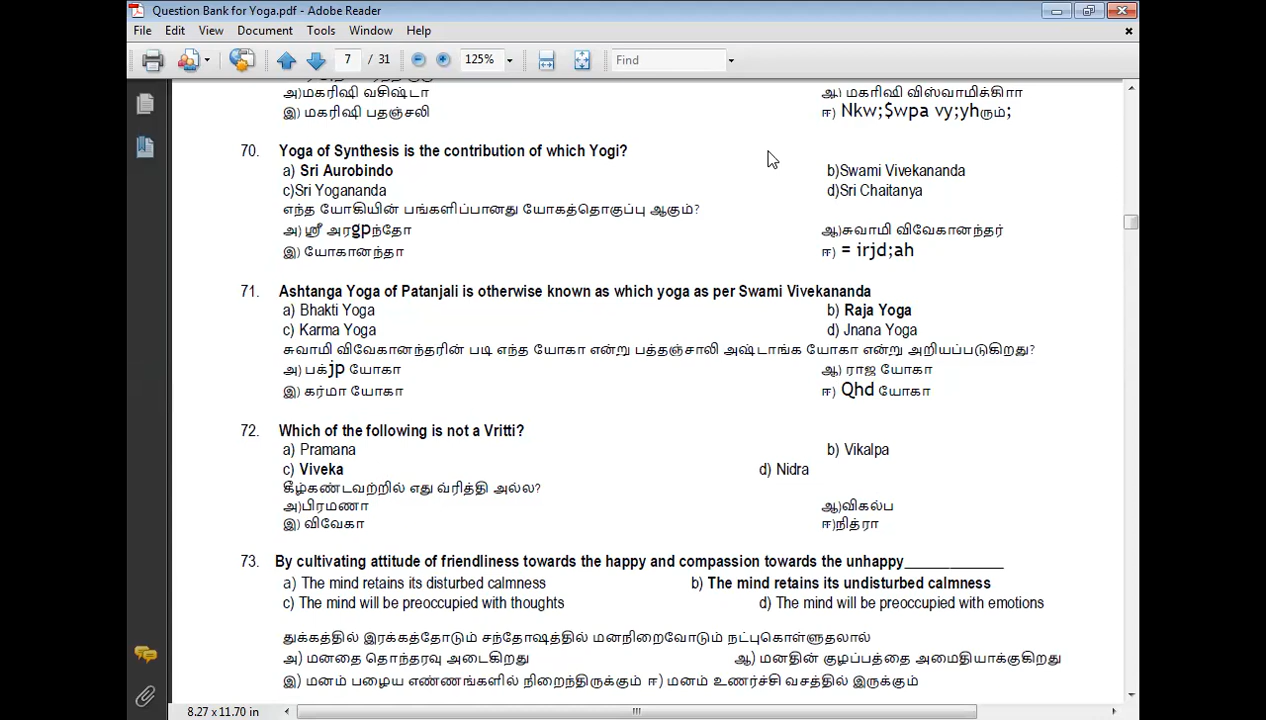 Question Bank for Yoga.pdf - Adobe Reader
File Edit View Document Tools Window Help
7 / 31 125% Find
அ)மகரிஷி வசிஷ்டா ஆ) மகரிஷி விஸ்வாமிக்ரா
இ) மகரிஷி பதஞ்சலி ஈ) Nkw;$wpa vy;yhரும்;
70. Yoga of Synthesis is the contribution of which Yogi?
a) Sri Aurobindo b)Swami Vivekananda
c)Sri Yogananda d)Sri Chaitanya
எந்த யோகியின் பங்களிப்பானது யோகத்தொகுப்பு ஆகும்?
அ) ஸ்ரீ அரgpந்தோ ஆ)சுவாமி விவேகானந்தர்
இ) யோகானந்தா ஈ) = irjd;ah
71. Ashtanga Yoga of Patanjali is otherwise known as which yoga as per Swami Vivekananda
a) Bhakti Yoga b) Raja Yoga
c) Karma Yoga d) Jnana Yoga
சுவாமி விவேகானந்தரின் படி எந்த யோகா என்று பத்தஞ்சாலி அஷ்டாங்க யோகா என்று அறியப்படுகிறது?
அ) பக்jp யோகா ஆ) ராஜ யோகா
இ) கர்மா யோகா ஈ) Qhd யோகா
72. Which of the following is not a Vritti?
a) Pramana b) Vikalpa
c) Viveka d) Nidra
கீழ்கண்டவற்றில் எது வ்ரித்தி அல்ல?
அ)பிரமணா ஆ)விகல்ப
இ) விவேகா ஈ)நித்ரா
73. By cultivating attitude of friendliness towards the happy and compassion towards the unhappy____________
a) The mind retains its disturbed calmness b) The mind retains its undisturbed calmness
c) The mind will be preoccupied with thoughts d) The mind will be preoccupied with emotions
துக்கத்தில் இரக்கத்தோடும் சந்தோஷத்தில் மனநிறைவோடும் நட்புகொள்ளுதலால்
அ) மனதை தொந்தரவு அடைகிறது ஆ) மனதின் குழப்பத்தை அமைதியாக்குகிறது
இ) மனம் பழைய எண்ணங்களில் நிறைந்திருக்கும் ஈ) மனம் உணர்ச்சி வசத்தில் இருக்கும்
8.27 x 11.70 in